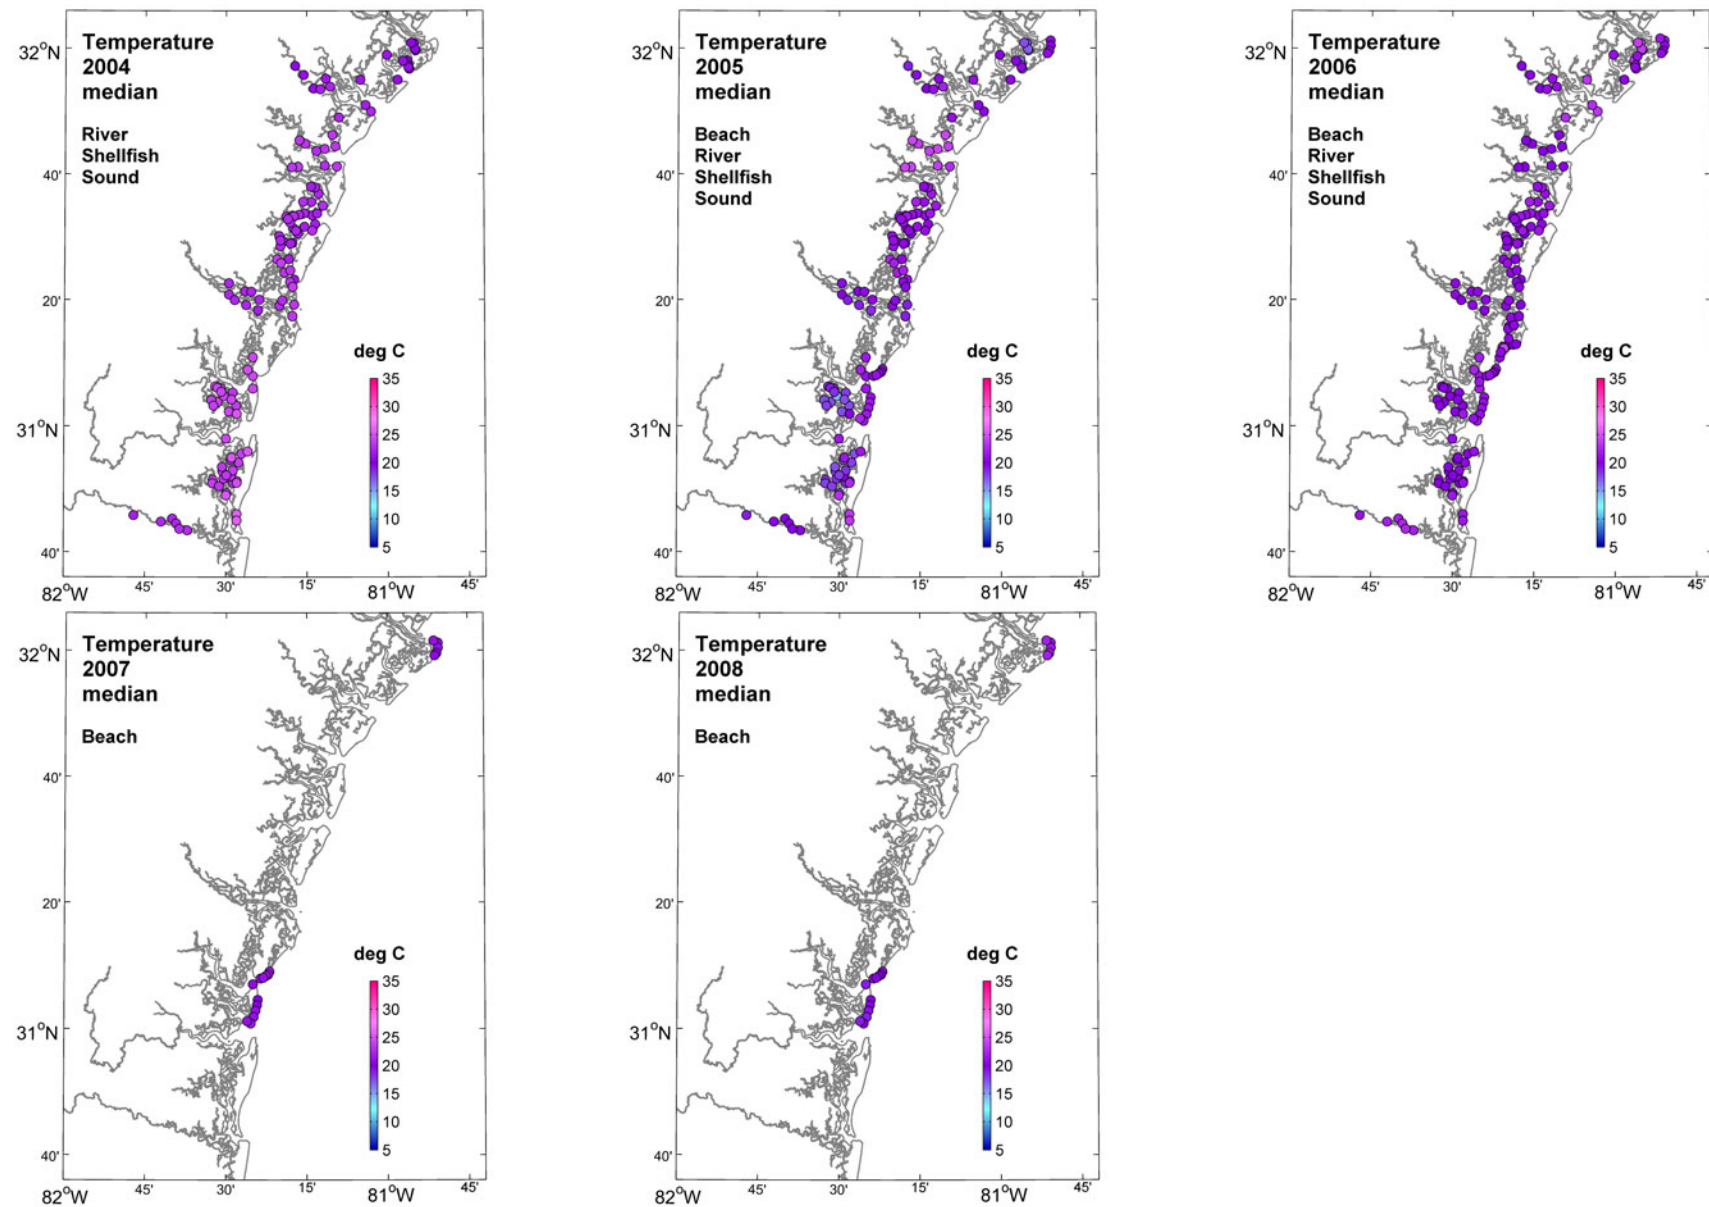 Temperature
2004
median
River
Shellfish
Sound
32°N
40'
20'
31°N
40'
82°W
45'
30'
15'
81°W
45'
deg C
35
30
25
20
15
10
5
Temperature
2005
median
Beach
River
Shellfish
Sound
32°N
40'
20'
31°N
40'
82°W
45'
30'
15'
81°W
45'
deg C
35
30
25
20
15
10
5
Temperature
2006
median
Beach
River
Shellfish
Sound
32°N
40'
20'
31°N
40'
82°W
45'
30'
15'
81°W
45'
deg C
35
30
25
20
15
10
5
Temperature
2007
median
Beach
32°N
40'
20'
31°N
40'
82°W
45'
30'
15'
81°W
45'
deg C
35
30
25
20
15
10
5
Temperature
2008
median
Beach
32°N
40'
20'
31°N
40'
82°W
45'
30'
15'
81°W
45'
deg C
35
30
25
20
15
10
5